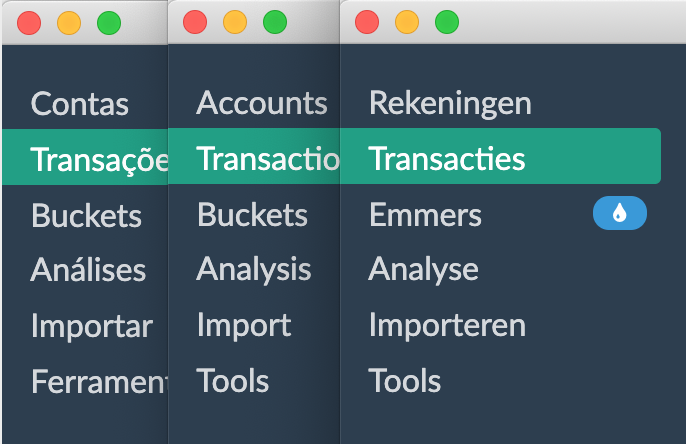 Contas
Transaçõe
Buckets
Análises
Importar
Ferrament
Accounts
Transactio
Buckets
Analysis
Import
Tools
Rekeningen
Transacties
Emmers
Analyse
Importeren
Tools